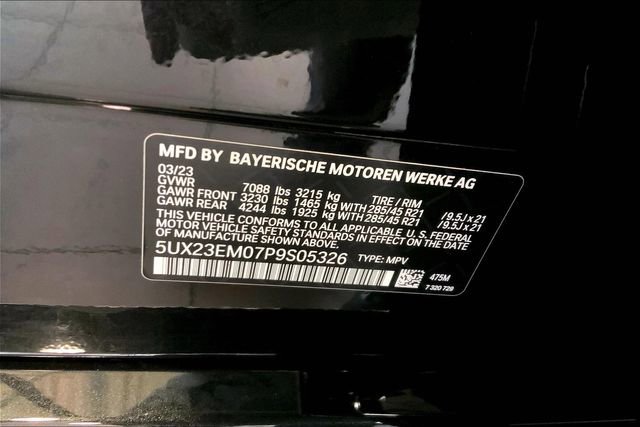 MFD BY BAYERISCHE MOTOREN WERKE AG
03/23
GVWR 7088 lbs 3215 kg TIRE / RIM
GAWR FRONT 3230 lbs 1465 kg WITH 285/45 R21 /9.5J x 21
GAWR REAR 4244 lbs 1925 kg WITH 285/45 R21 /9.5J x 21
THIS VEHICLE CONFORMS TO ALL APPLICABLE U. S. FEDERAL
MOTOR VEHICLE SAFETY STANDARDS IN EFFECT ON THE DATE
OF MANUFACTURE SHOWN ABOVE.
5UX23EM07P9S05326 TYPE: MPV
475M
7 320 729